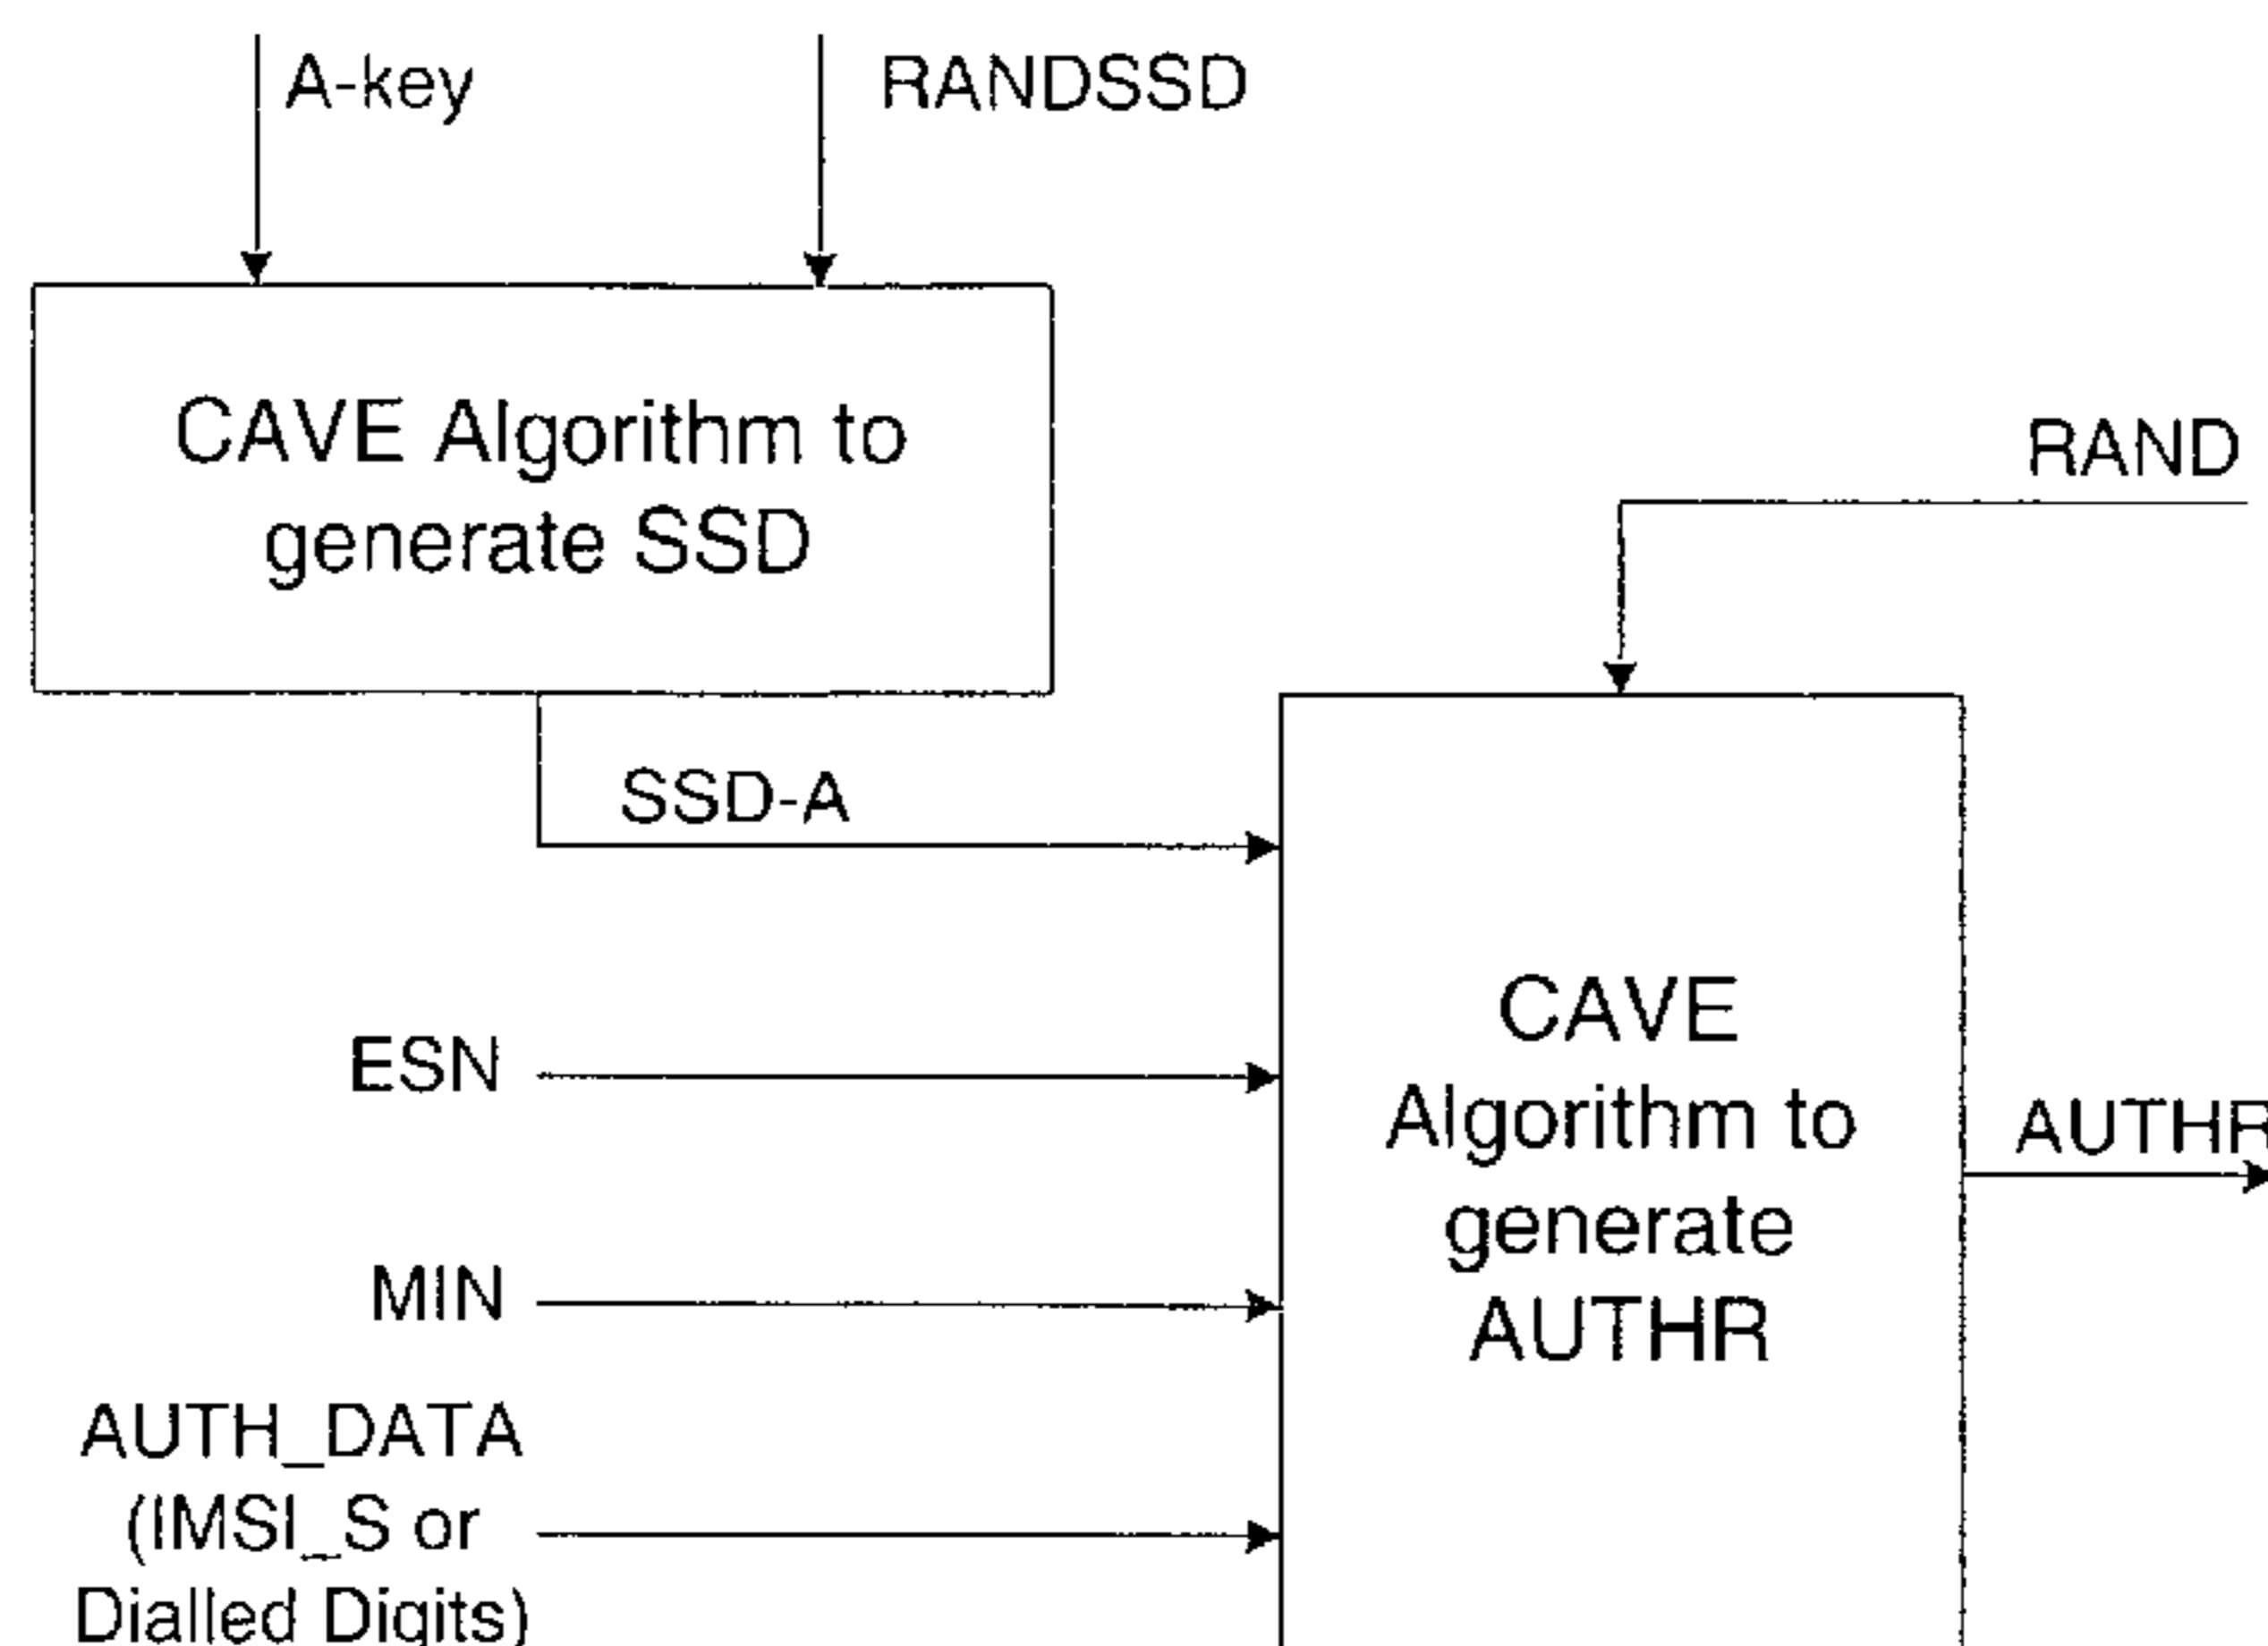 A-key
RANDSSD
CAVE Algorithm to
generate SSD
RAND
SSD-A
ESN
MIN
AUTH_DATA
(IMSI_S or
Dialled Digits)
CAVE
Algorithm to
generate
AUTHR
AUTHR